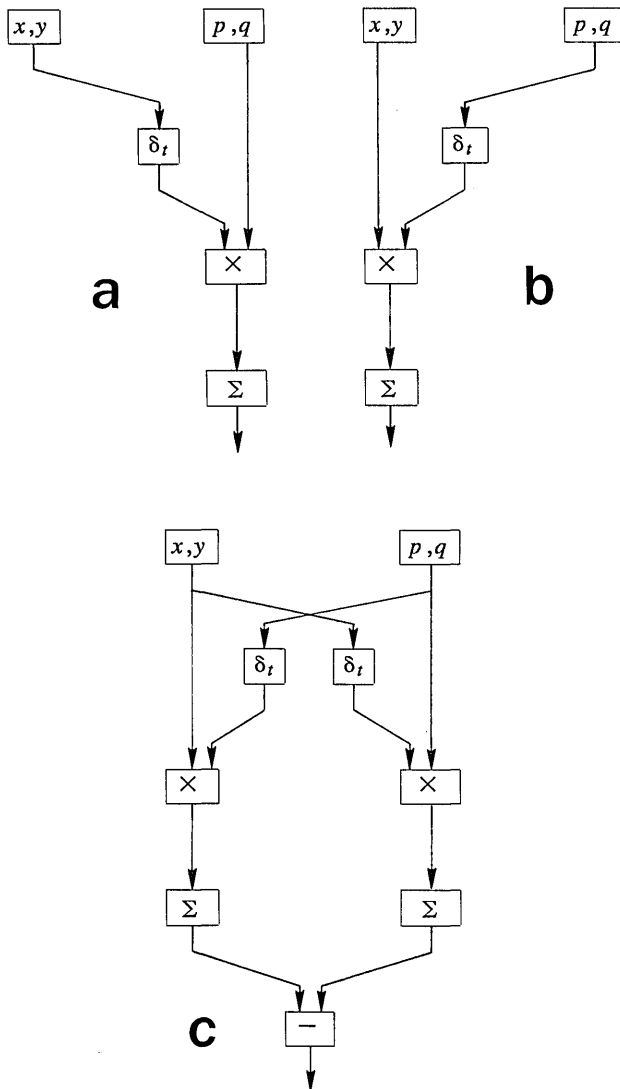 x,y p,q x,y p,q
δt δt
× ×
a b
Σ Σ
x,y p,q
δt δt
× ×
Σ Σ
−
c